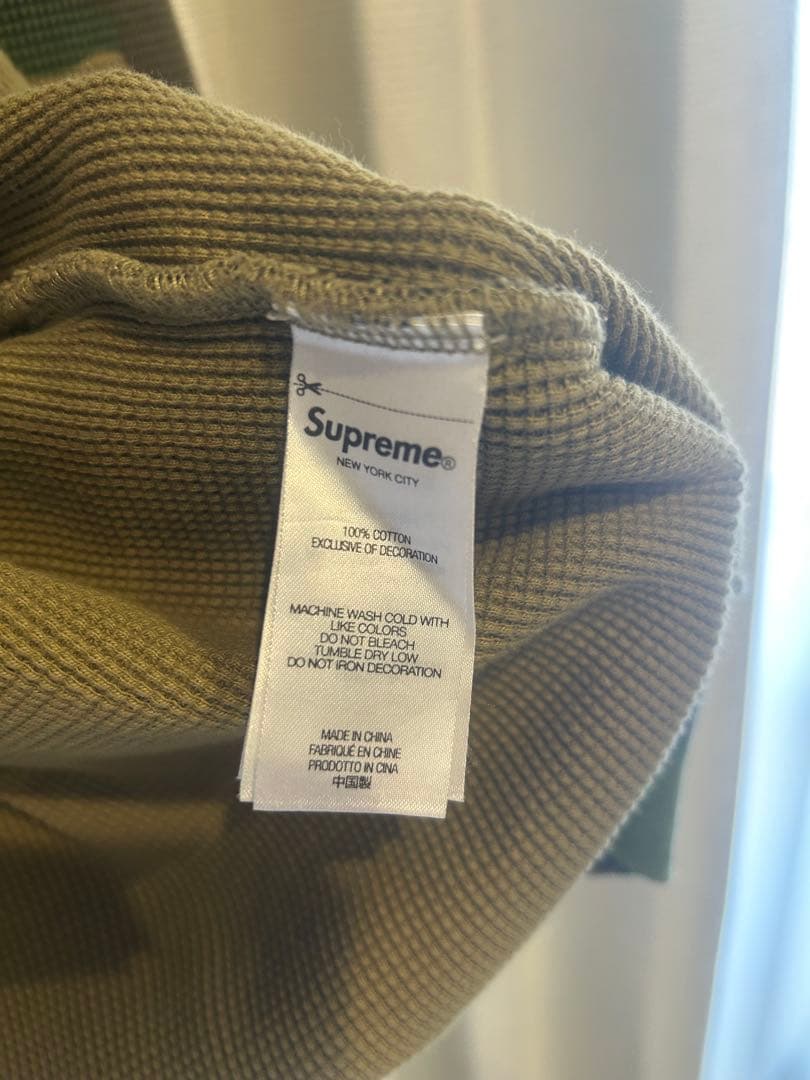 Supreme®
NEW YORK CITY
100% COTTON
EXCLUSIVE OF DECORATION
MACHINE WASH COLD WITH
LIKE COLORS
DO NOT BLEACH
TUMBLE DRY LOW
DO NOT IRON DECORATION
MADE IN CHINA
FABRIQUÉ EN CHINE
PRODOTTO IN CINA
中国製